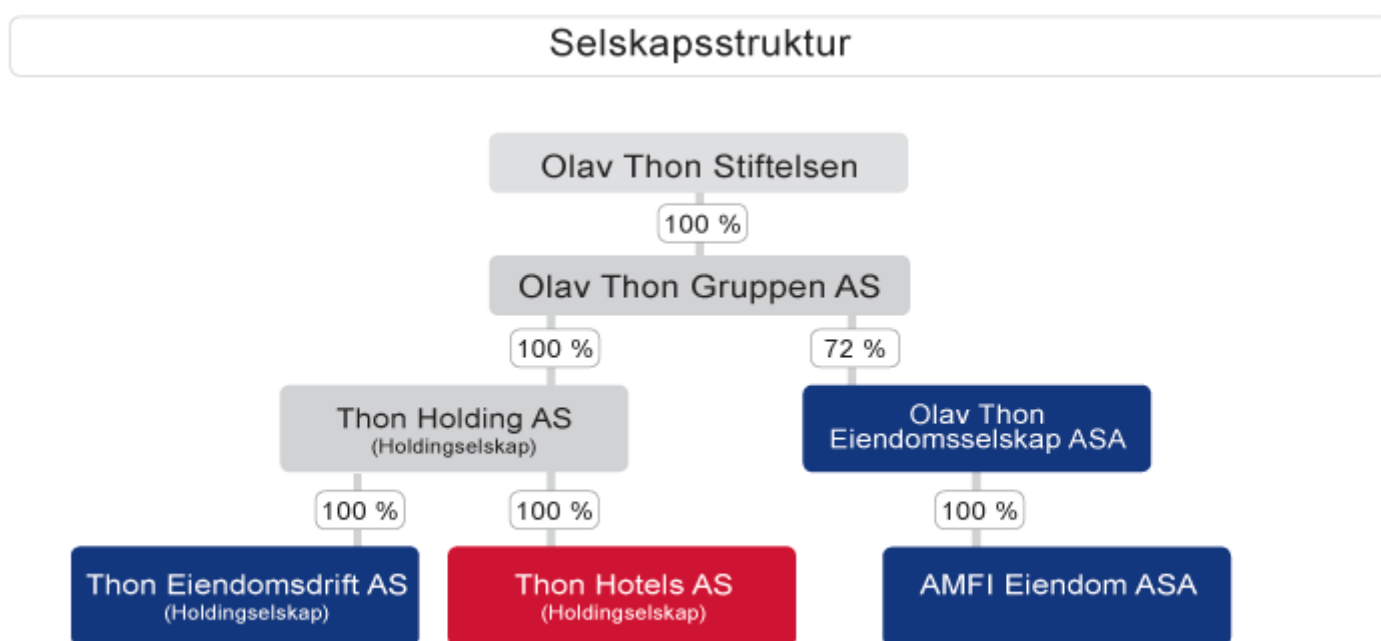 Selskapsstruktur
Olav Thon Stiftelsen
100 %
Olav Thon Gruppen AS
100 %
72 %
Thon Holding AS
(Holdingselskap)
Olav Thon
Eiendomsselskap ASA
100 %
100 %
100 %
Thon Eiendomsdrift AS
(Holdingselskap)
Thon Hotels AS
(Holdingselskap)
AMFI Eiendom ASA